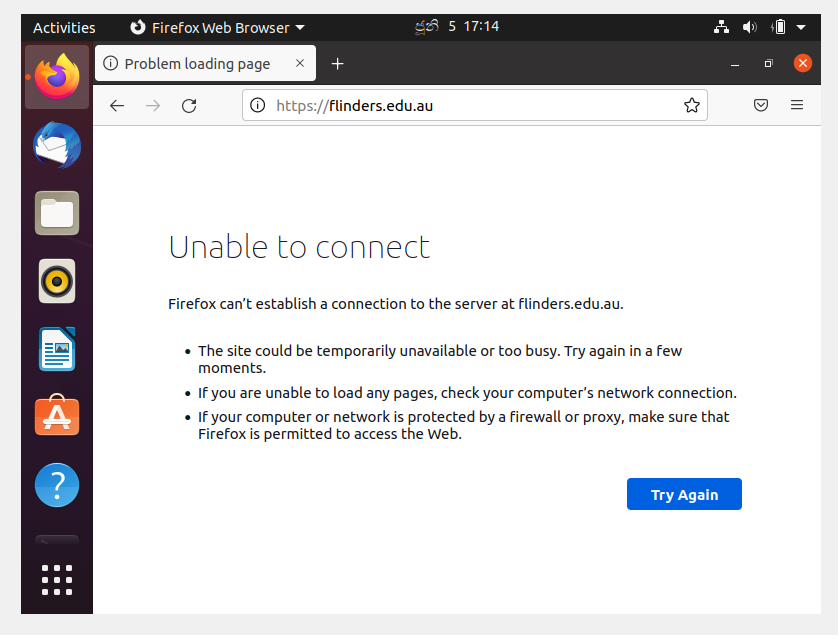 Activities
Firefox Web Browser
ජූනි 5 17:14
Problem loading page
https://flinders.edu.au
Unable to connect
Firefox can’t establish a connection to the server at flinders.edu.au.
• The site could be temporarily unavailable or too busy. Try again in a few
moments.
• If you are unable to load any pages, check your computer’s network connection.
• If your computer or network is protected by a firewall or proxy, make sure that
Firefox is permitted to access the Web.
Try Again